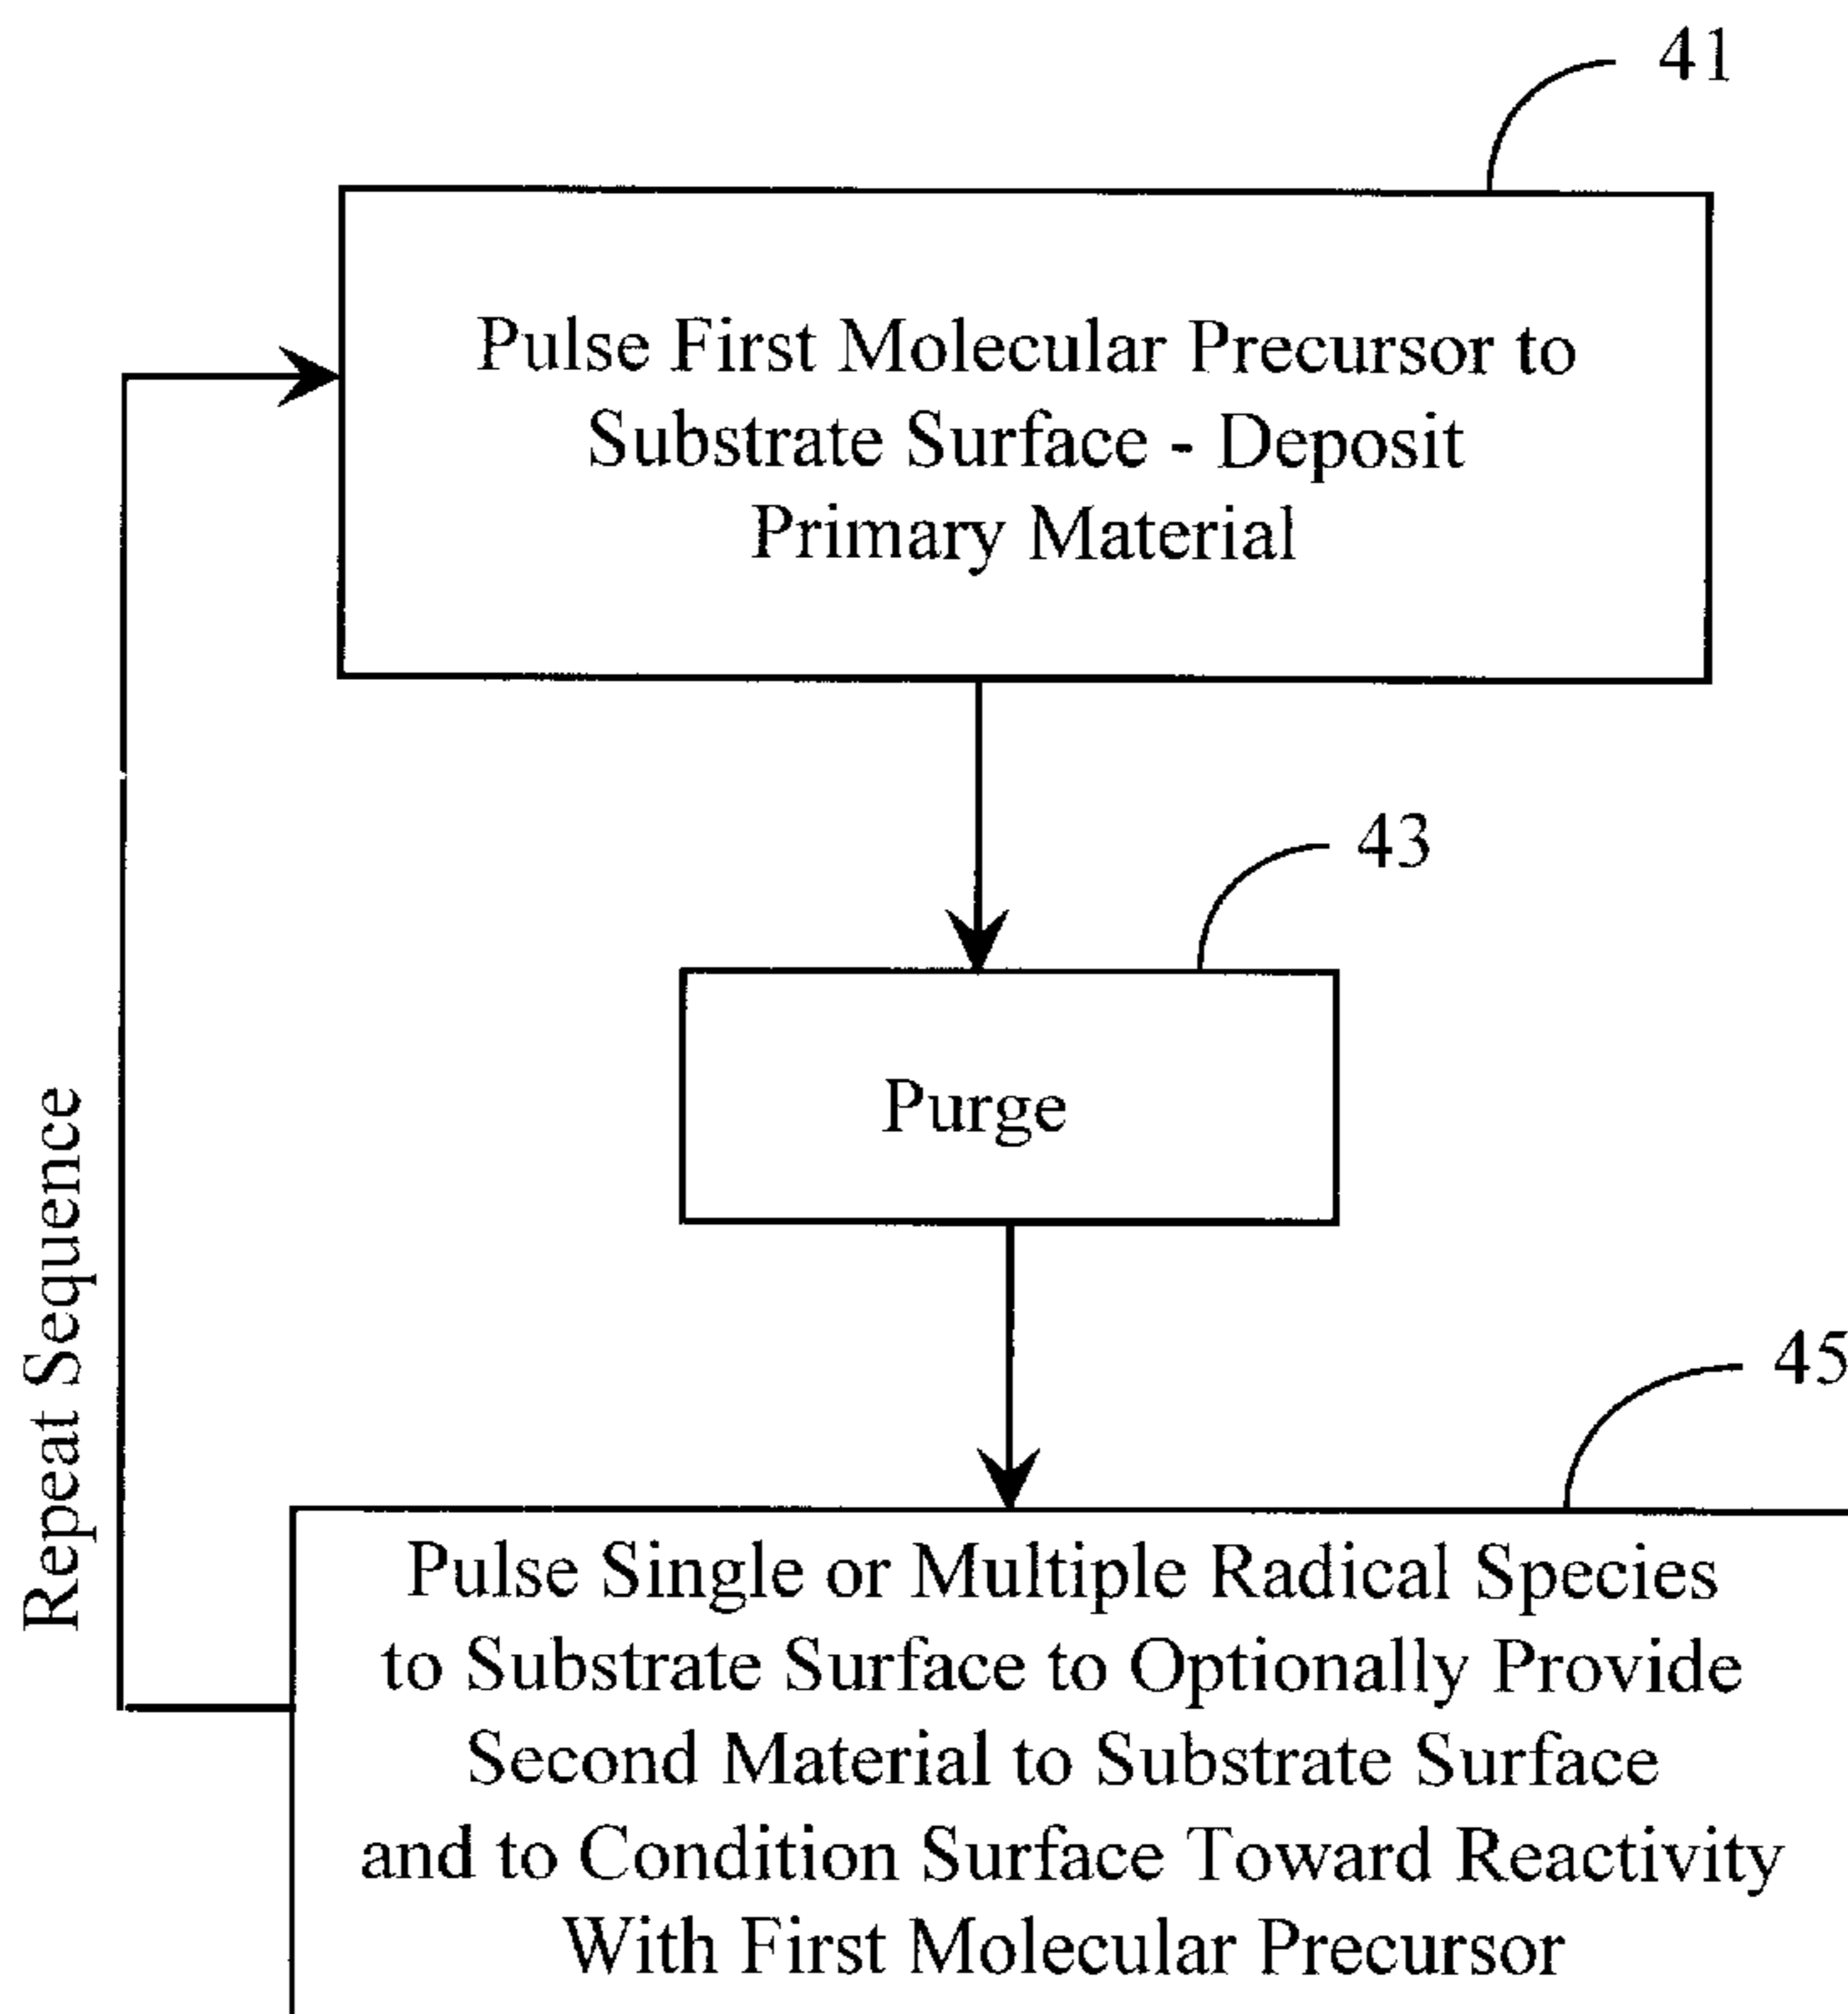 41
Pulse First Molecular Precursor to
Substrate Surface - Deposit
Primary Material
43
Purge
45
Pulse Single or Multiple Radical Species
to Substrate Surface to Optionally Provide
Second Material to Substrate Surface
and to Condition Surface Toward Reactivity
With First Molecular Precursor
Repeat Sequence